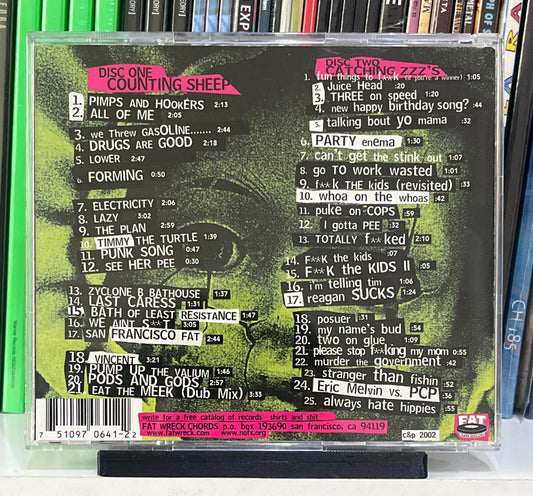 DISC ONE
COUNTING SHEEP
1. PIMPS AND HOOKERS 2:13
2. ALL OF ME 2:05
3. we Threw GASOLINE....... 2:44
4. DRUGS ARE GOOD 2:18
5. LOWER 2:47
6. FORMING 0:50
7. ELECTRICITY 2:06
8. LAZY 3:02
9. THE PLAN 2:59
10. TIMMY THE TURTLE 1:39
11. PUNK SONG 0:47
12. SEE HER PEE 0:30
13. ZYCLONE B BATHOUSE 1:37
14. LAST CARESS 1:31
15. BATH OF LEAST RESISTANCE 1:47
16. WE AINT S**T 3:05
17. SAN FRANCISCO FAT 2:44
18. VINCENT 3:21
19. PUMP UP THE VALIUM 1:46
20. PODS AND GODS 2:57
21. EAT THE MEEK (Dub Mix) 3:33
DISC TWO
CATCHING ZZZ'S
1. fun things to f**K (if you're a winner) 1:05
2. Juice Head 1:20
3. THREE on speed 1:20
4. new happy birthday song? :44
5. talking bout yo mama :32
6. PARTY enema 1:30
7. can't get the stink out 1:07
8. go TO work wasted 1:01
9. f**k THE kids (revisited) :33
10. whoa on the whoas :42
11. puke on COPS :59
12. I gotta PEE :32
13. TOTALLY f**ked 2:10
14. F**K the kids :07
15. F**K the KIDS II :05
16. i'm telling tim :06
17. reagan SUCKS 1:24
18. posuer :31
19. my name's bud :44
20. two on glue 1:09
21. please stop f**king my mom 0:55
22. murder the government :42
23. stranger than fishin :52
24. Eric Melvin vs. PCP :36
25. always hate hippies :55
write for a free catalog of records shirts and shit
FAT WRECK CHORDS p.o. box 193690 san francisco. ca 94119
www.fatwreck.com www.nofx.org
7 51097 0641-2 2
c&p 2002
FAT
CH 185